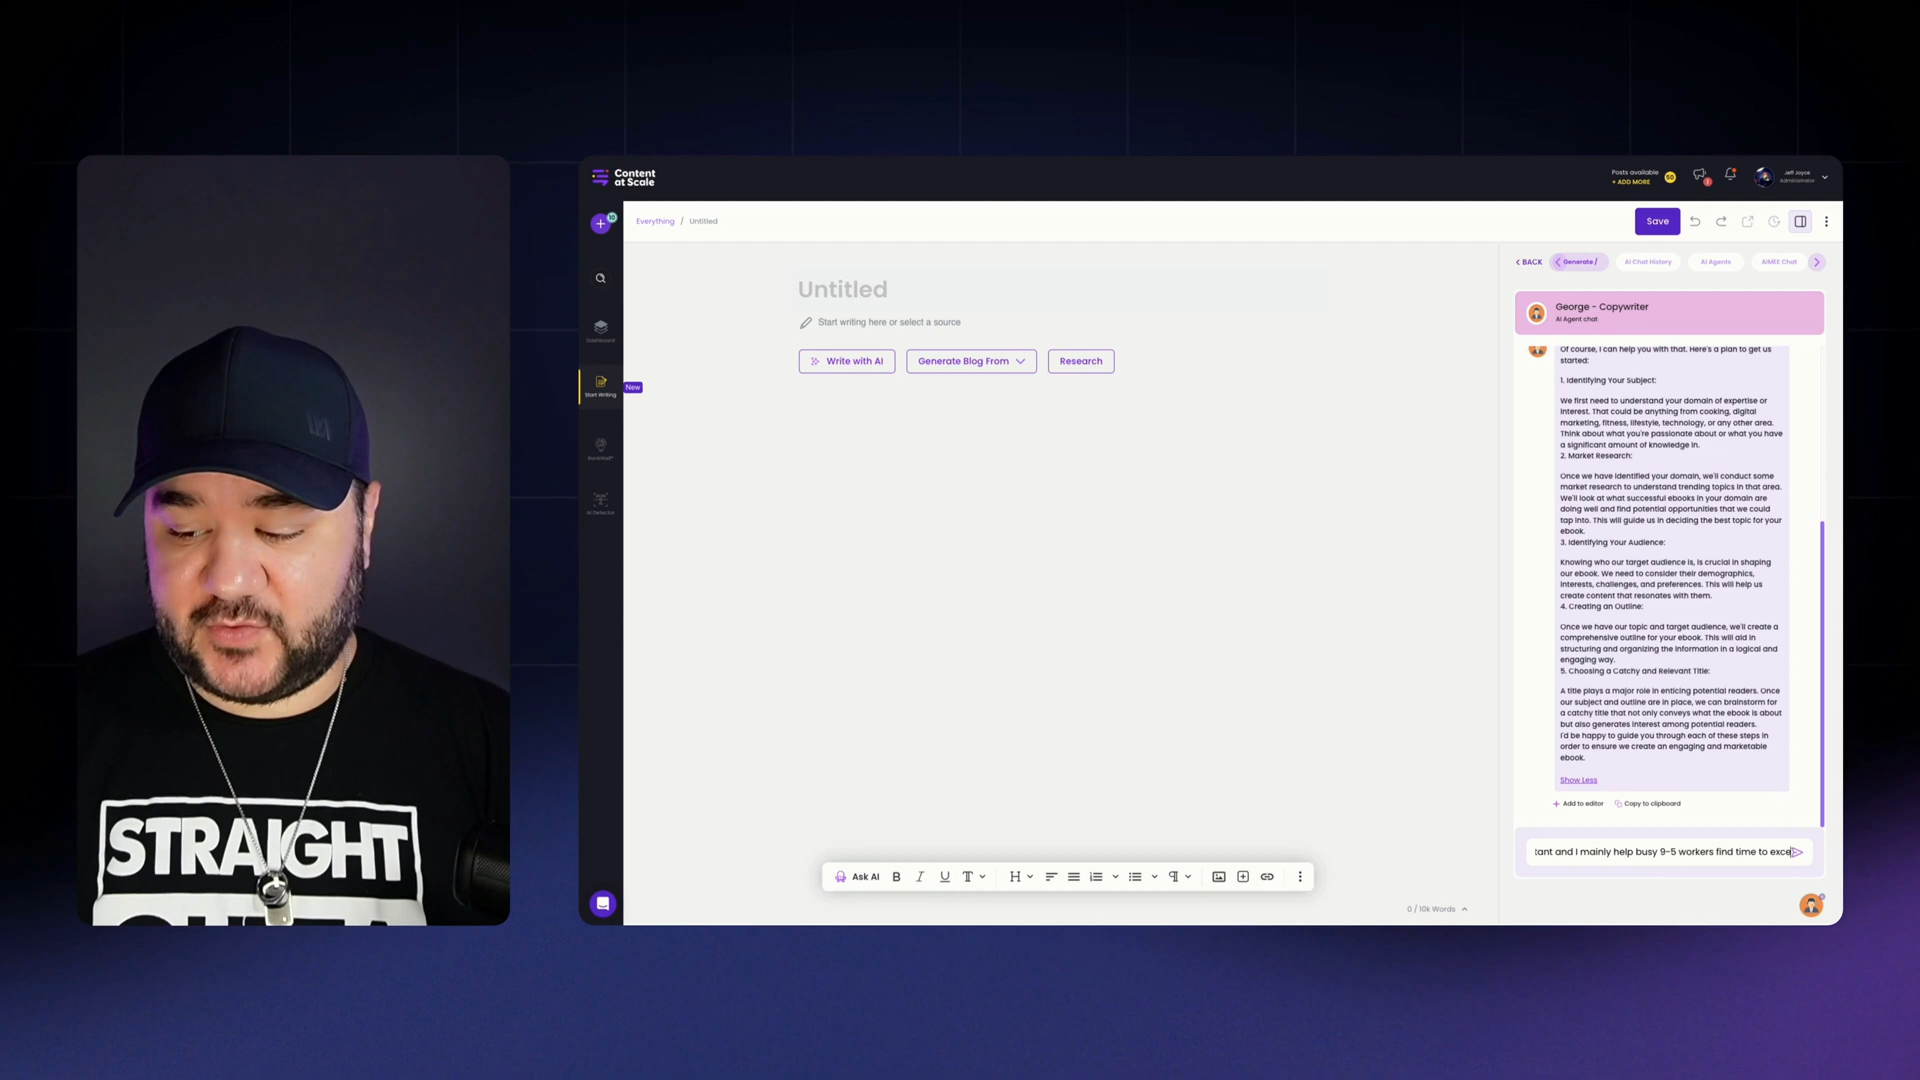 STRAIGHT
Content
at Scale
Posts available
+ ADD MORE
50
Jeff Joyce
Administrator
10
Everything / Untitled
Save
Dashboard
Start Writing
New
AI Detector
Untitled
Start writing here or select a source
Write with AI
Generate Blog From
Research
BACK
Generate /
AI Chat History
AI Agents
AIMEE Chat
George - Copywriter
AI Agent chat
Of course, I can help you with that. Here's a plan to get us
started:
1. Identifying Your Subject:
We first need to understand your domain of expertise or
interest. That could be anything from cooking, digital
marketing, fitness, lifestyle, technology, or any other area.
Think about what you're passionate about or what you have
a significant amount of knowledge in.
2. Market Research:
Once we have identified your domain, we'll conduct some
market research to understand trending topics in that area.
We'll look at what successful ebooks in your domain are
doing well and find potential opportunities that we could
tap into. This will guide us in deciding the best topic for your
ebook.
3. Identifying Your Audience:
Knowing who our target audience is, is crucial in shaping
our ebook. We need to consider their demographics,
interests, challenges, and preferences. This will help us
create content that resonates with them.
4. Creating an Outline:
Once we have our topic and target audience, we'll create a
comprehensive outline for your ebook. This will aid in
structuring and organizing the information in a logical and
engaging way.
5. Choosing a Catchy and Relevant Title:
A title plays a major role in enticing potential readers. Once
our subject and outline are in place, we can brainstorm for
a catchy title that not only conveys what the ebook is about
but also generates interest among potential readers.
I'd be happy to guide you through each of these steps in
order to ensure we create an engaging and marketable
ebook.
Show Less
+ Add to editor
Copy to clipboard
tant and I mainly help busy 9-5 workers find time to exce
Ask AI B I U T H
0 / 10k Words